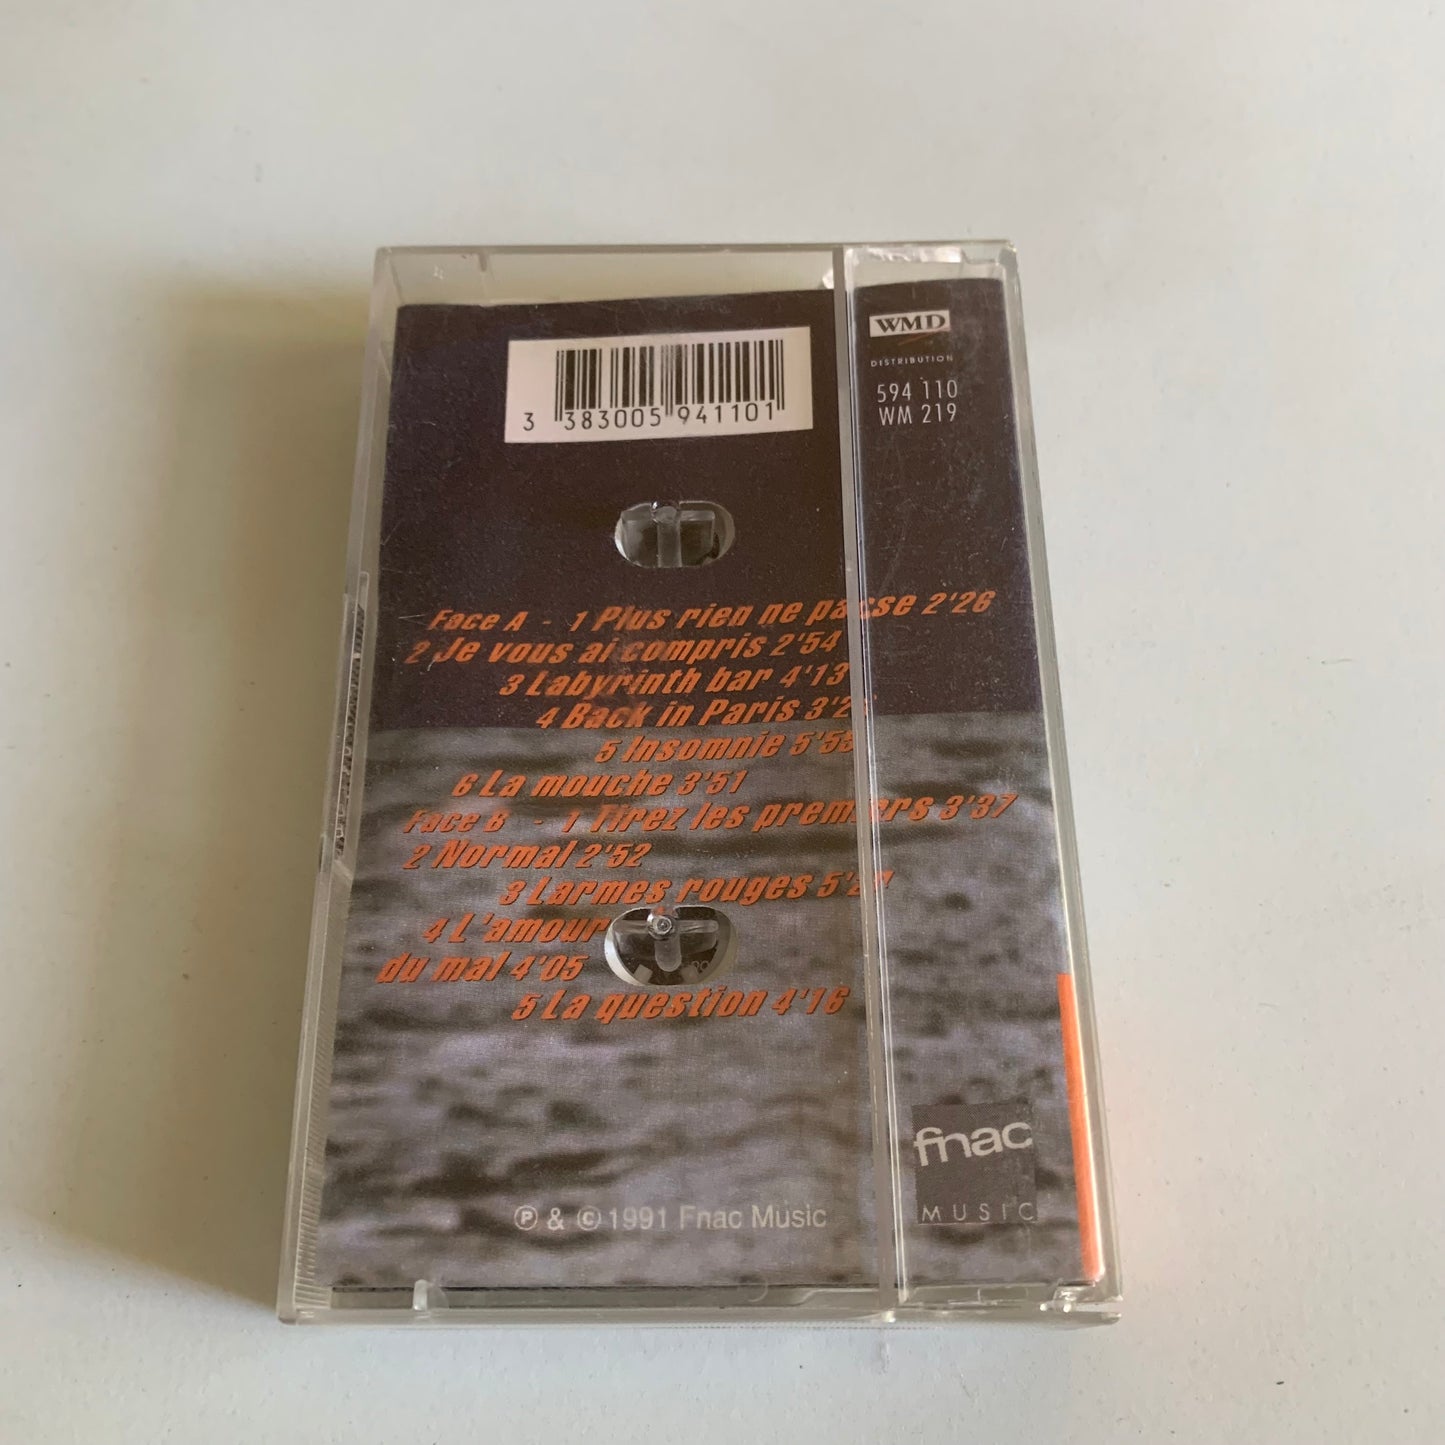 3 383005 941101
WMD
DISTRIBUTION
594 110
WM 219
Face A - 1 Plus rien ne passe 2'26
2 Je vous ai compris 2'54
3 Labyrinth bar 4'13
4 Back in Paris
5 Insomnie
6 La mouche 3'51
Face B - 1 Tirez les premiers 3'37
2 Normal 2'52
3 Larmes rouges
4 L'amour
du mal 4'05
5 La question 4'16
fnac
MUSIC
℗ & © 1991 Fnac Music